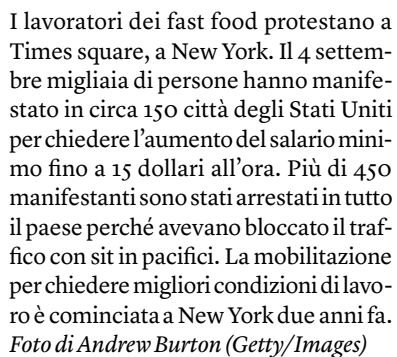 I lavoratori dei fast food protestano a
Times square, a New York. Il 4 settem-
bre migliaia di persone hanno manife-
stato in circa 150 città degli Stati Uniti
per chiedere l'aumento del salario mini-
mo fino a 15 dollari all'ora. Più di 450
manifestanti sono stati arrestati in tutto
il paese perché avevano bloccato il traf-
fico con sit in pacifici. La mobilitazione
per chiedere migliori condizioni di lavo-
ro è cominciata a New York due anni fa.
Foto di Andrew Burton (Getty/Images)